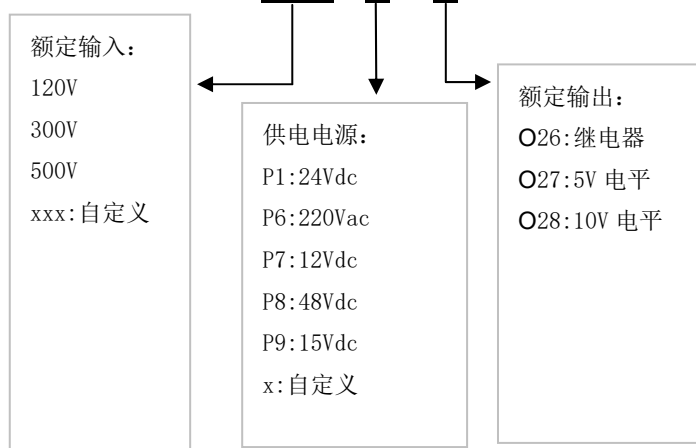 额定输入：
120V
300V
500V
xxx:自定义
供电电源：
P1:24Vdc
P6:220Vac
P7:12Vdc
P8:48Vdc
P9:15Vdc
x:自定义
额定输出：
O26:继电器
O27:5V 电平
O28:10V 电平